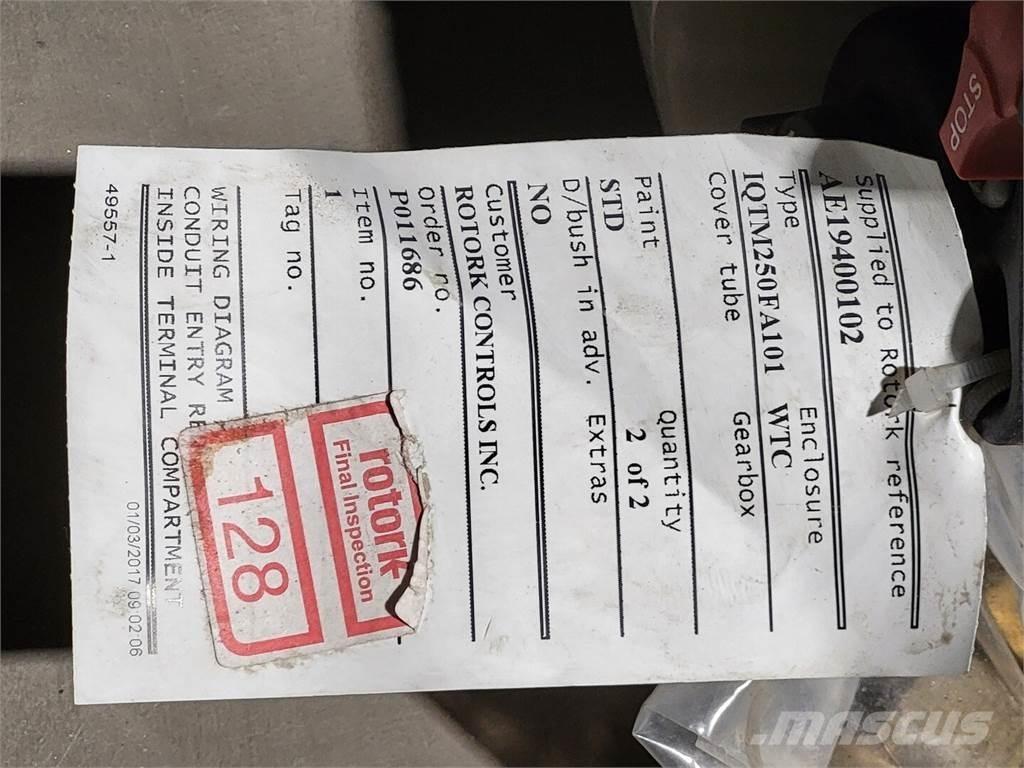 Supplied to Rotork reference
AE19400102
Type Enclosure
IQTM250FA101 WTC
Cover tube Gearbox
Paint Quantity
STD 2 of 2
D/bush in adv. Extras
NO
Customer
ROTORK CONTROLS INC.
Order no.
P011686
Item no.
1
Tag no.
WIRING DIAGRAM
CONDUIT ENTRY
INSIDE TERMINAL COMPARTMENT
49557-1 01/03/2017 09:02:06
rotork
Final Inspection
128
STOP
MASCUS